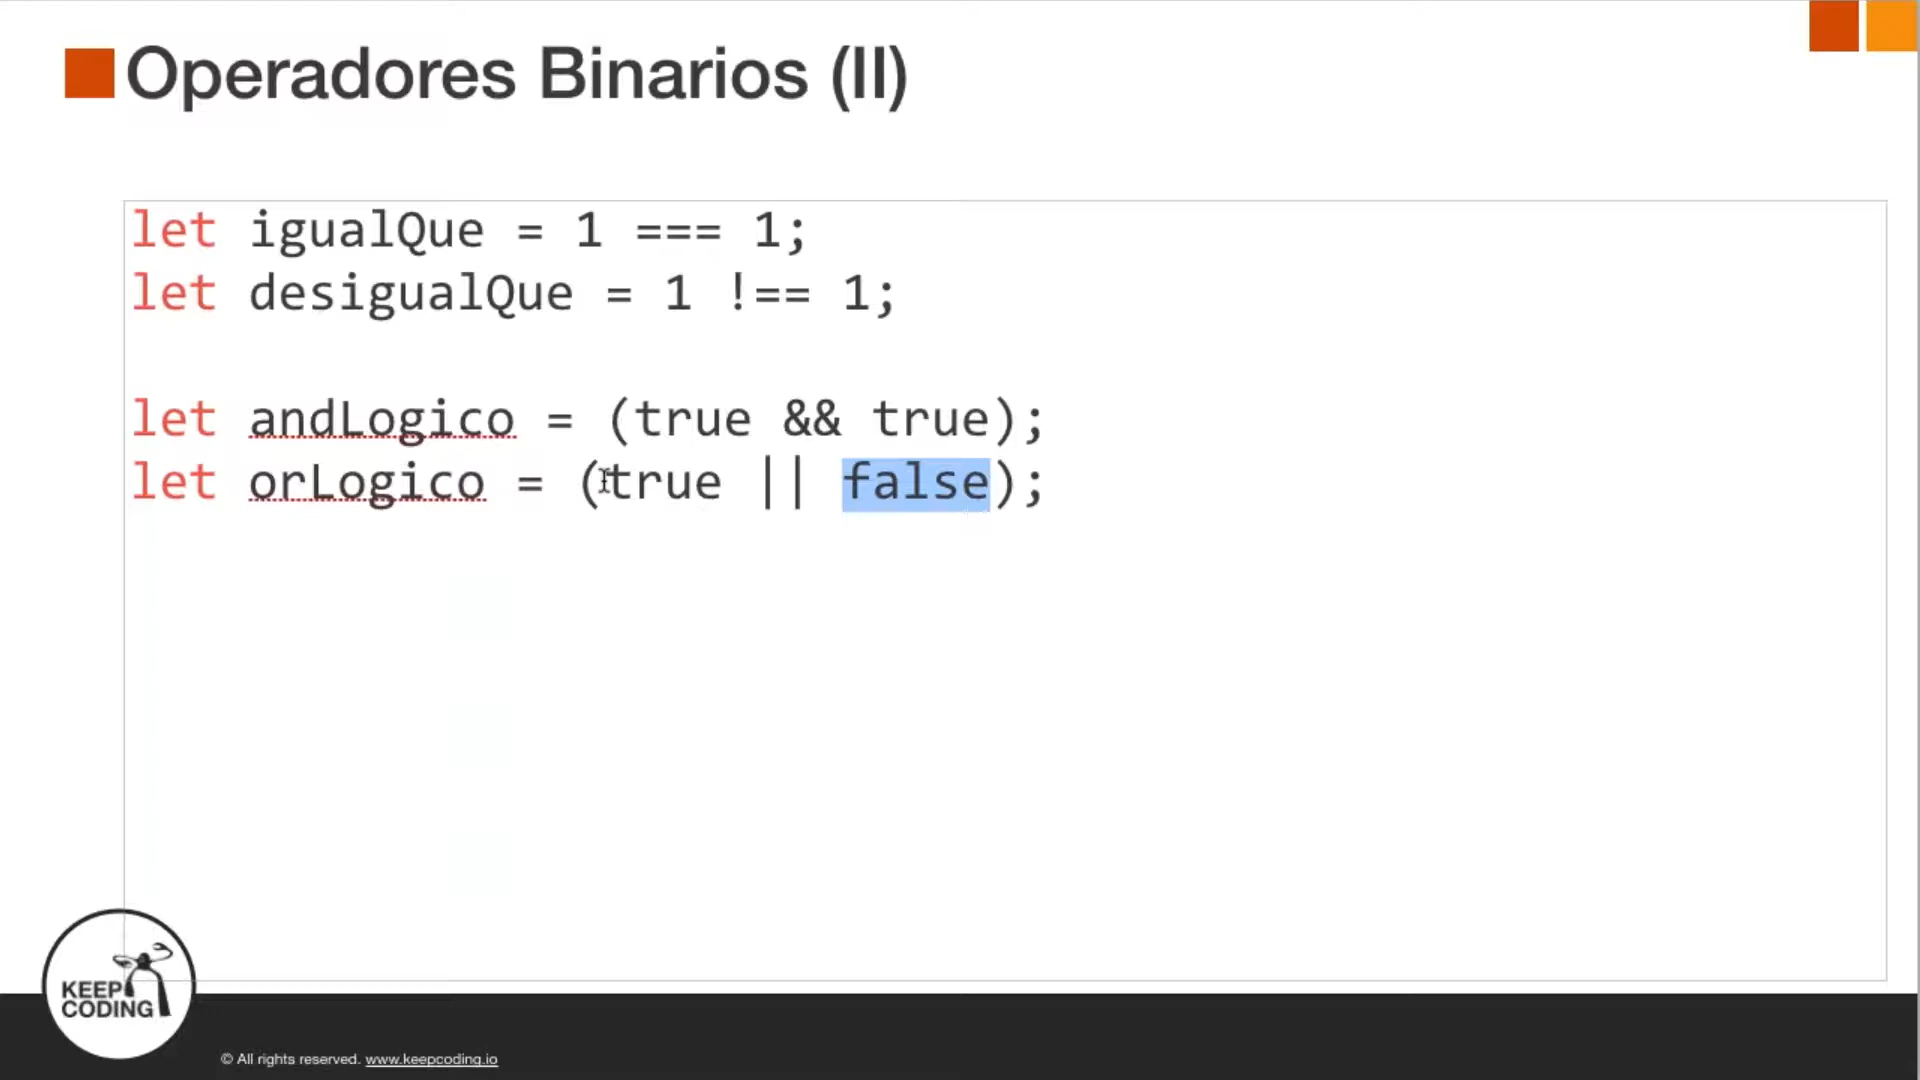 Operadores Binarios (II)
let igualQue = 1 === 1;
let desigualQue = 1 !== 1;
let andLogico = (true && true);
let orLogico = (true || false);
KEEP
CODING
© All rights reserved. www.keepcoding.io